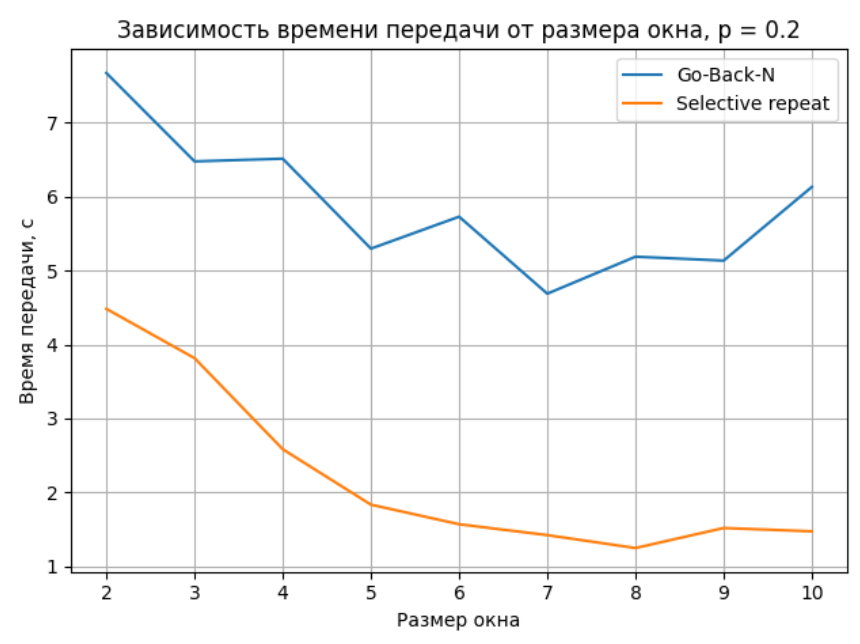 Зависимость времени передачи от размера окна, p = 0.2
Go-Back-N
Selective repeat
Время передачи, с
7
6
5
4
3
2
1
2 3 4 5 6 7 8 9 10
Размер окна